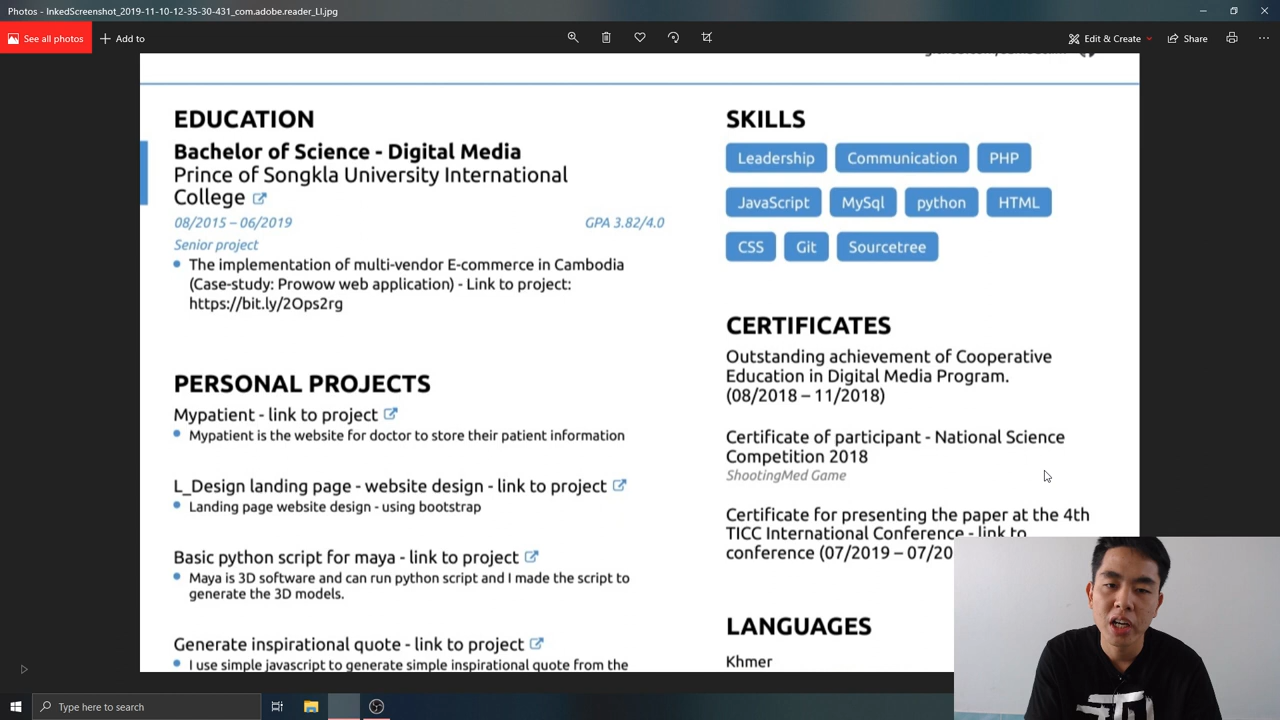 Photos - InkedScreenshot_2019-11-10-12-35-30-431_com.adobe.reader_LI.jpg
See all photos
Add to
Edit & Create
Share
EDUCATION
Bachelor of Science - Digital Media
Prince of Songkla University International
College
08/2015 – 06/2019
GPA 3.82/4.0
Senior project
The implementation of multi-vendor E-commerce in Cambodia
(Case-study: Prowow web application) - Link to project:
https://bit.ly/2Ops2rg
PERSONAL PROJECTS
Mypatient - link to project
Mypatient is the website for doctor to store their patient information
L_Design landing page - website design - link to project
Landing page website design - using bootstrap
Basic python script for maya - link to project
Maya is 3D software and can run python script and I made the script to
generate the 3D models.
Generate inspirational quote - link to project
I use simple javascript to generate simple inspirational quote from the
SKILLS
Leadership
Communication
PHP
JavaScript
MySql
python
HTML
CSS
Git
Sourcetree
CERTIFICATES
Outstanding achievement of Cooperative
Education in Digital Media Program.
(08/2018 – 11/2018)
Certificate of participant - National Science
Competition 2018
ShootingMed Game
Certificate for presenting the paper at the 4th
TICC International Conference - link to
conference (07/2019 – 07/20
LANGUAGES
Khmer
Type here to search